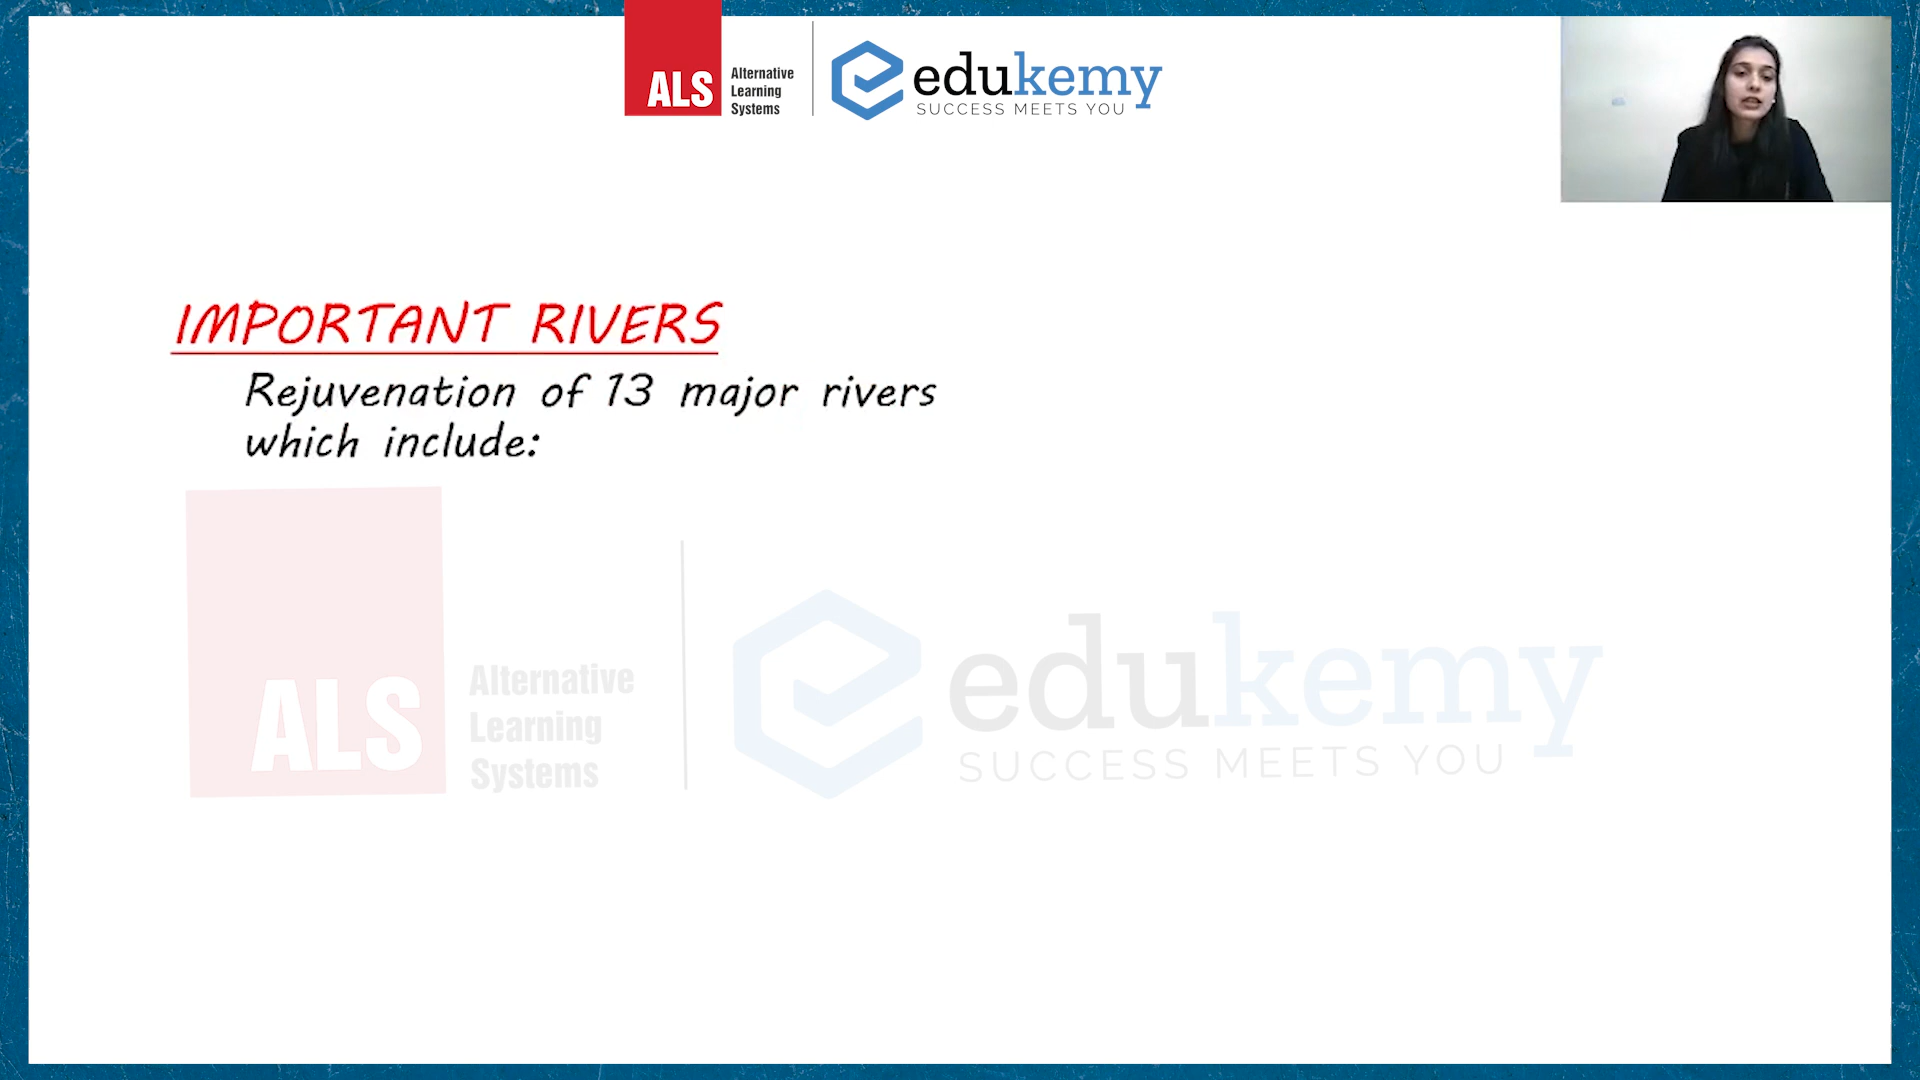 ALS
Alternative
Learning
Systems
edukemy
SUCCESS MEETS YOU
IMPORTANT RIVERS
Rejuvenation of 13 major rivers
which include:
ALS
Alternative
Learning
Systems
edukemy
SUCCESS MEETS YOU